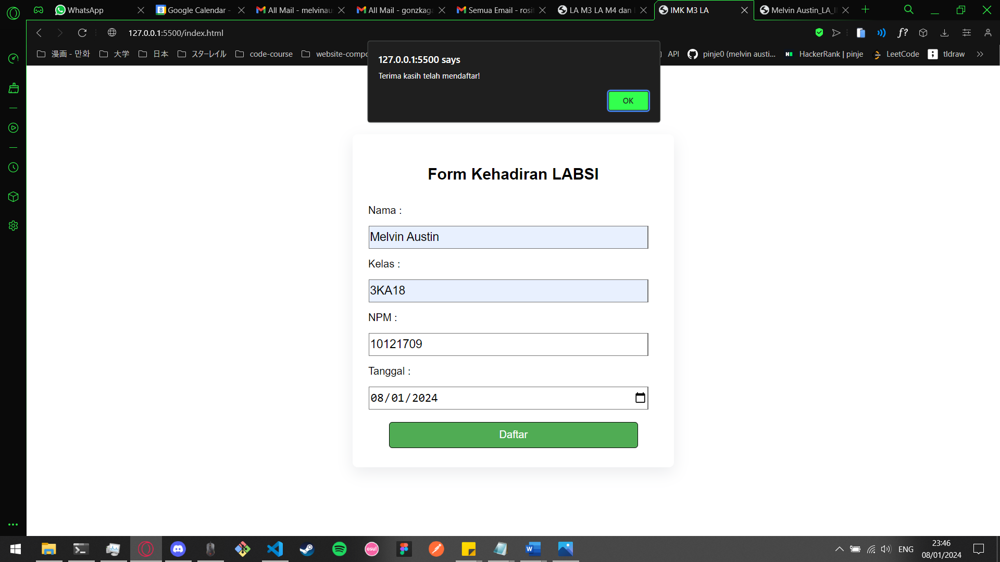 WhatsApp
Google Calendar -
All Mail - melvinau
All Mail - gonzkaga
Semua Email - rosi
LA M3 LA M4 dan
IMK M3 LA
Melvin Austin_LA_I
127.0.0.1:5500/index.html
f?
漫画 - 만화
大学
日本
スターレイル
code-course
website-compo
API
pinje0 (melvin austi...
HackerRank | pinje
LeetCode
tldraw
127.0.0.1:5500 says
Terima kasih telah mendaftar!
OK
Form Kehadiran LABSI
Nama :
Melvin Austin
Kelas :
3KA18
NPM :
10121709
Tanggal :
08/01/2024
Daftar
osu!
ENG
23:46
08/01/2024